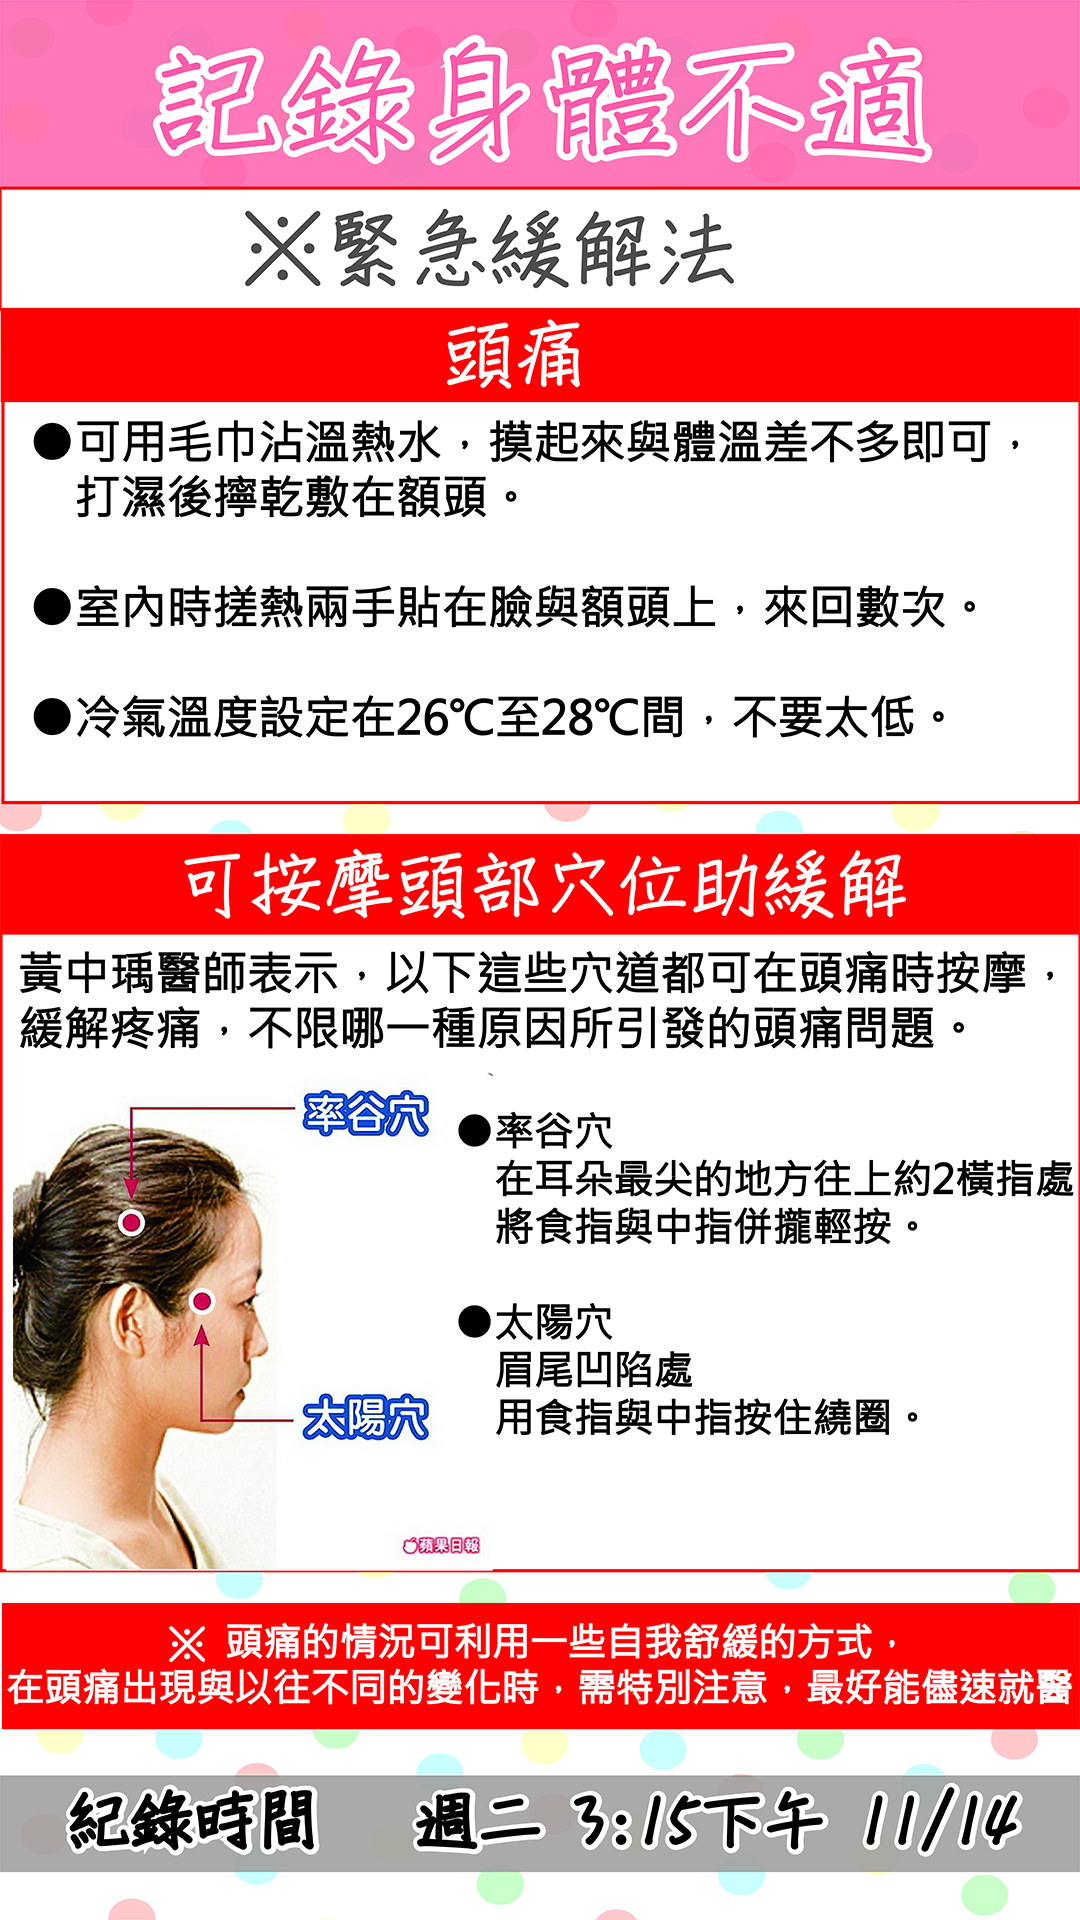 記錄身體不適
※緊急緩解法
頭痛
●可用毛巾沾溫熱水，摸起來與體溫差不多即可，
打濕後擰乾敷在額頭。
●室內時搓熱兩手貼在臉與額頭上，來回數次。
●冷氣溫度設定在26℃至28℃間，不要太低。
可按摩頭部穴位助緩解
黃中瑀醫師表示，以下這些穴道都可在頭痛時按摩，
緩解疼痛，不限哪一種原因所引發的頭痛問題。
率谷穴
●率谷穴
在耳朵最尖的地方往上約2橫指處
將食指與中指併攏輕按。
●太陽穴
眉尾凹陷處
用食指與中指按住繞圈。
太陽穴
蘋果日報
※ 頭痛的情況可利用一些自我舒緩的方式，
在頭痛出現與以往不同的變化時，需特別注意，最好能儘速就醫
紀錄時間 週二 3:15下午 11/14